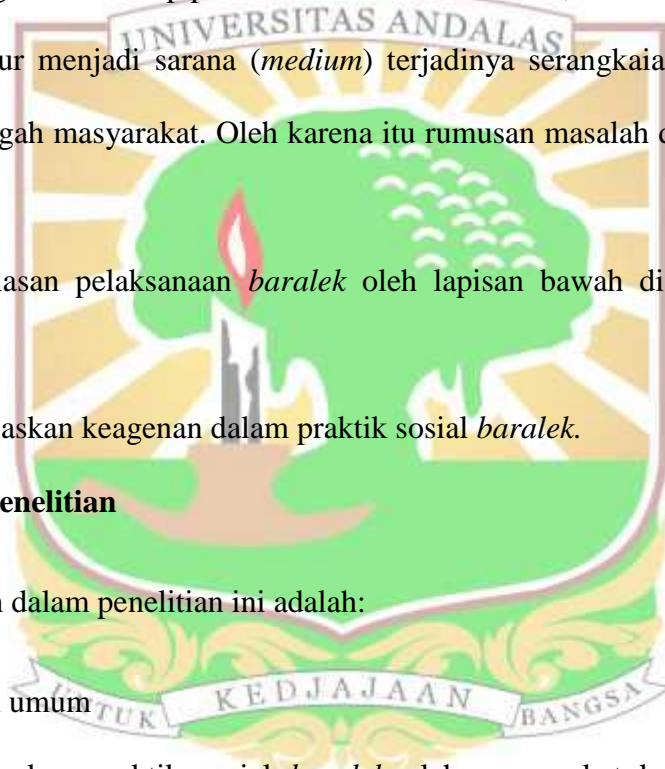 UNIVERSITAS ANDALAS
ur menjadi sarana (medium) terjadinya serangkaia
gah masyarakat. Oleh karena itu rumusan masalah d
asan pelaksanaan baralek oleh lapisan bawah di
askan keagenan dalam praktik sosial baralek.
enelitian
dalam penelitian ini adalah:
umum
UNTUK KEDJAJAAN BANGSA